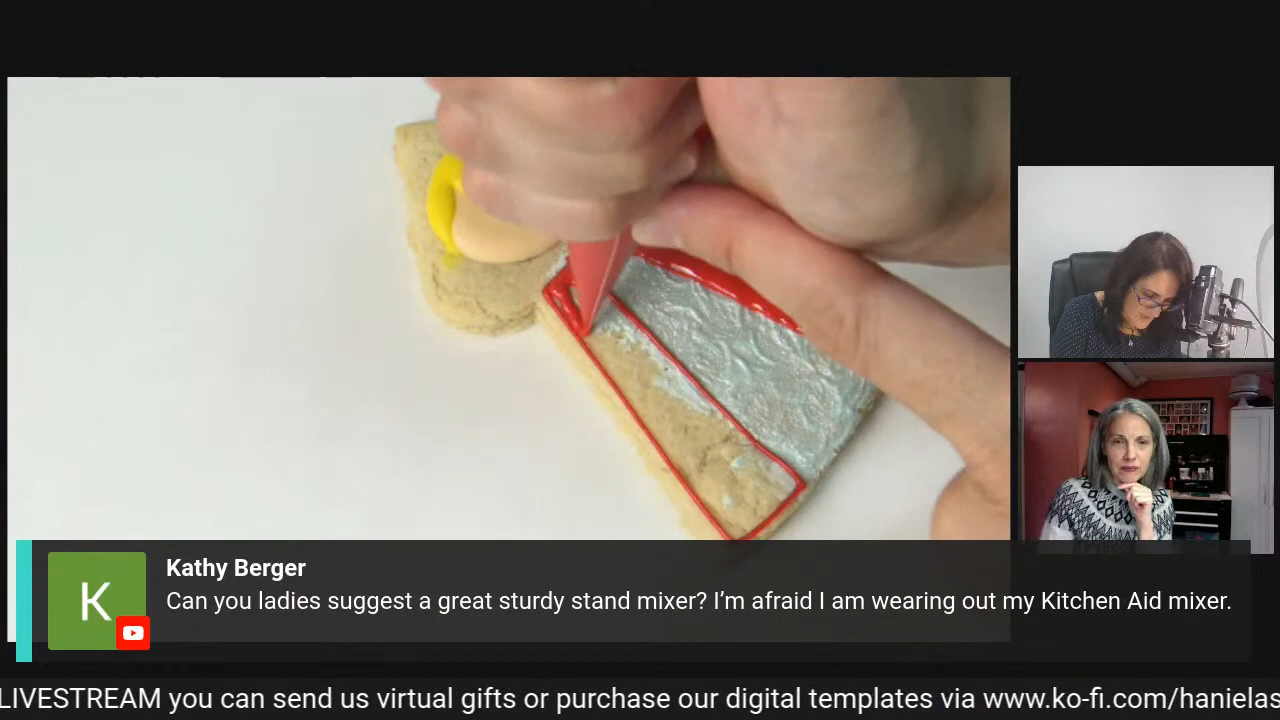 K
Kathy Berger
Can you ladies suggest a great sturdy stand mixer? I’m afraid I am wearing out my Kitchen Aid mixer.
LIVESTREAM you can send us virtual gifts or purchase our digital templates via www.ko-fi.com/hanielas